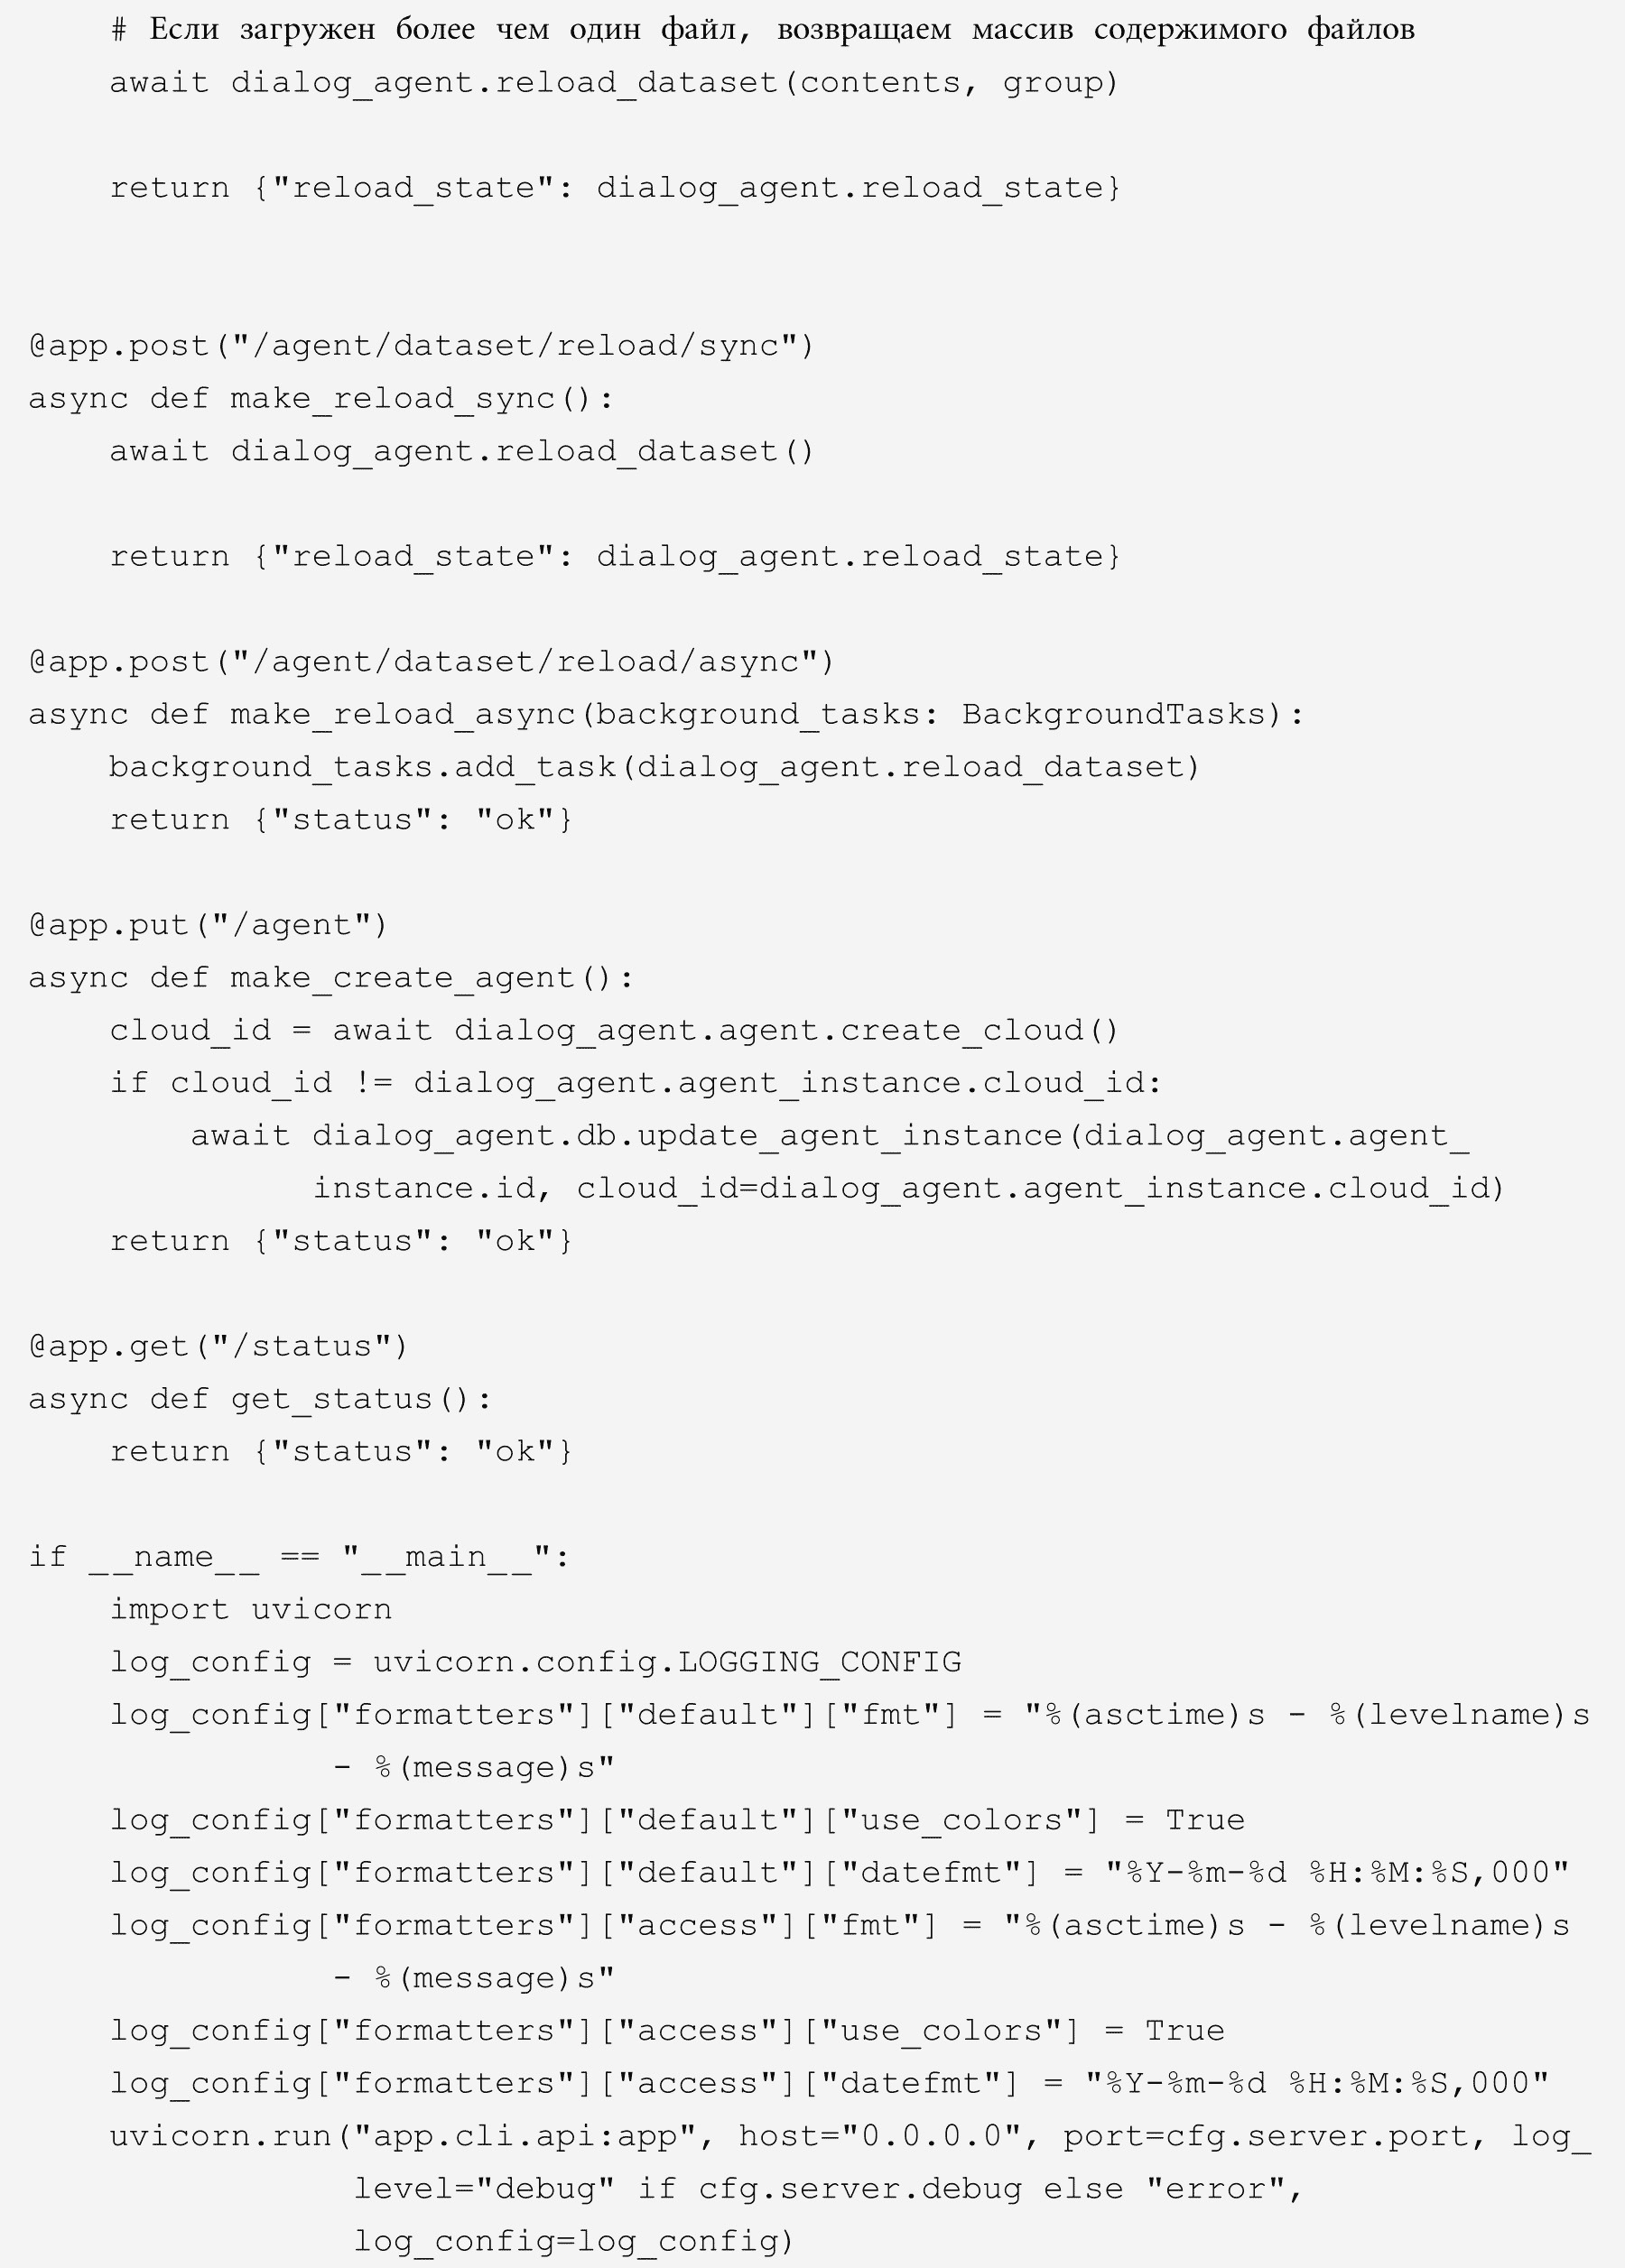 # Если загружен более чем один файл, возвращаем массив содержимого файлов
await dialog_agent.reload_dataset(contents, group)
return {"reload_state": dialog_agent.reload_state}
@app.post("/agent/dataset/reload/sync")
async def make_reload_sync():
await dialog_agent.reload_dataset()
return {"reload_state": dialog_agent.reload_state}
@app.post("/agent/dataset/reload/async")
async def make_reload_async(background_tasks: BackgroundTasks):
background_tasks.add_task(dialog_agent.reload_dataset)
return {"status": "ok"}
@app.put("/agent")
async def make_create_agent():
cloud_id = await dialog_agent.agent.create_cloud()
if cloud_id != dialog_agent.agent_instance.cloud_id:
await dialog_agent.db.update_agent_instance(dialog_agent.agent_
instance.id, cloud_id=dialog_agent.agent_instance.cloud_id)
return {"status": "ok"}
@app.get("/status")
async def get_status():
return {"status": "ok"}
if __name__ == "__main__":
import uvicorn
log_config = uvicorn.config.LOGGING_CONFIG
log_config["formatters"]["default"]["fmt"] = "%(asctime)s - %(levelname)s
- %(message)s"
log_config["formatters"]["default"]["use_colors"] = True
log_config["formatters"]["default"]["datefmt"] = "%Y-%m-%d %H:%M:%S,000"
log_config["formatters"]["access"]["fmt"] = "%(asctime)s - %(levelname)s
- %(message)s"
log_config["formatters"]["access"]["use_colors"] = True
log_config["formatters"]["access"]["datefmt"] = "%Y-%m-%d %H:%M:%S,000"
uvicorn.run("app.cli.api:app", host="0.0.0.0", port=cfg.server.port, log_
level="debug" if cfg.server.debug else "error",
log_config=log_config)